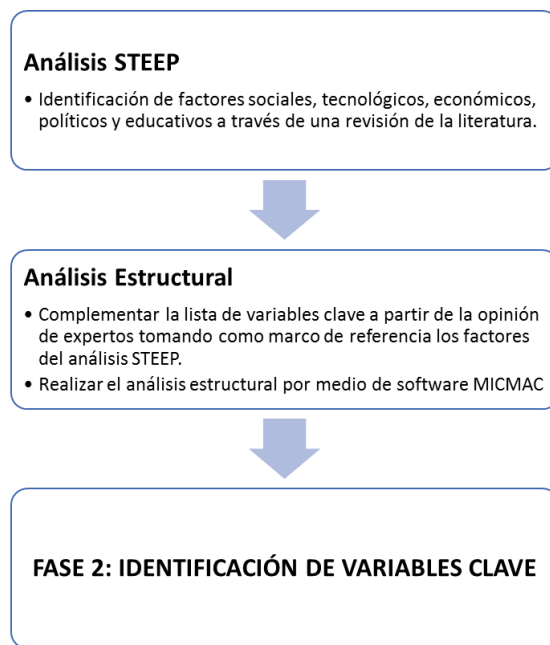 Análisis STEEP
• Identificación de factores sociales, tecnológicos, económicos,
políticos y educativos a través de una revisión de la literatura.
Análisis Estructural
• Complementar la lista de variables clave a partir de la opinión
de expertos tomando como marco de referencia los factores
del análisis STEEP.
• Realizar el análisis estructural por medio de software MICMAC
FASE 2: IDENTIFICACIÓN DE VARIABLES CLAVE